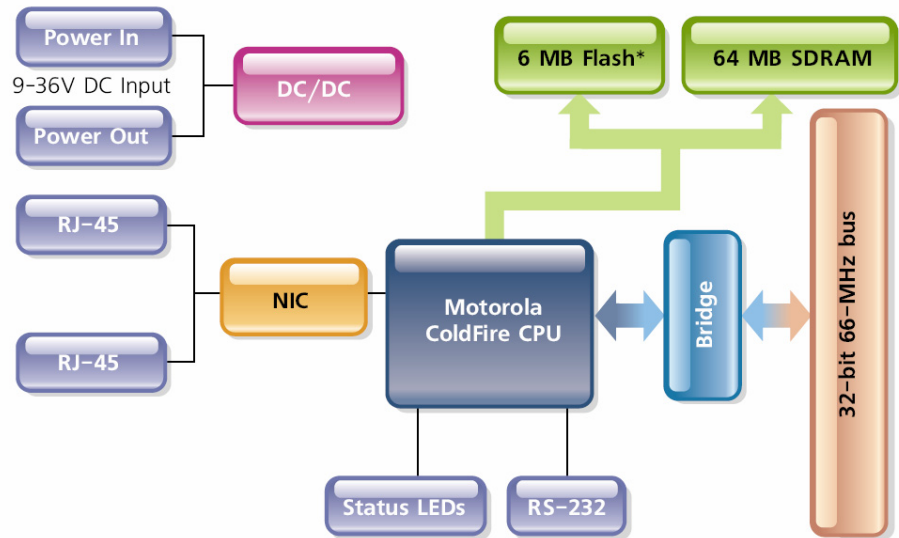 Power In
9-36V DC Input
Power Out
DC/DC
6 MB Flash*
64 MB SDRAM
RJ-45
RJ-45
NIC
Motorola
ColdFire CPU
Bridge
32-bit 66-MHz bus
Status LEDs
RS-232